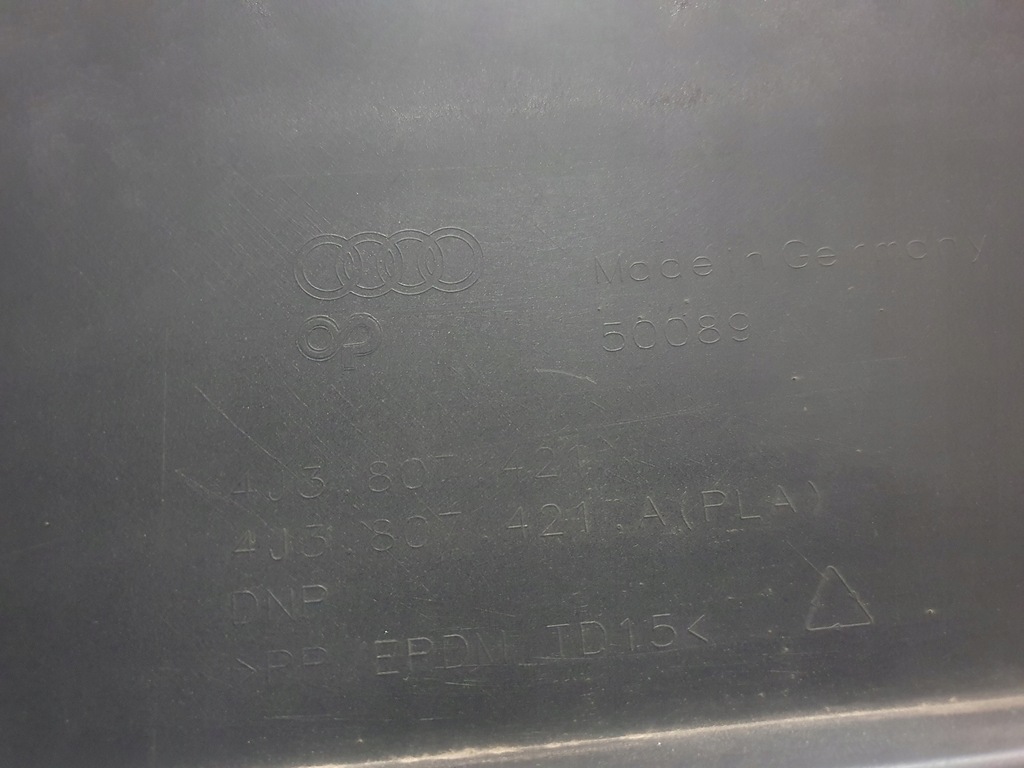 Made in Germany
50089
4J3.807.421
4J3.807.421.A(PLA)
DNP
>PP/EPDM TD15<